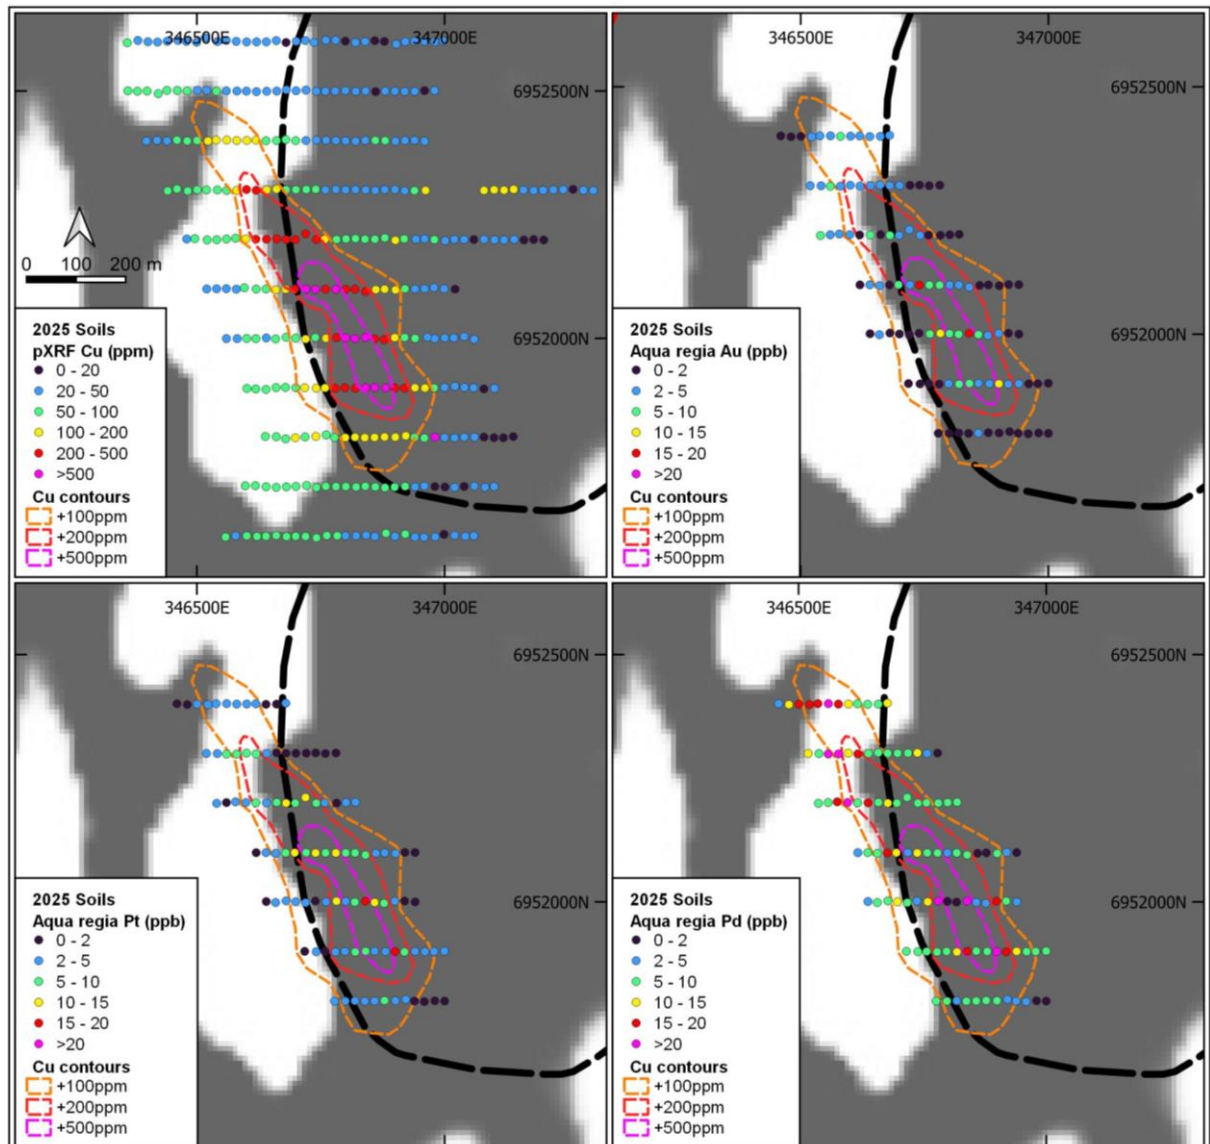 346500E
347000E
6952500N
6952000N
0 100 200 m
2025 Soils
pXRF Cu (ppm)
0 - 20
20 - 50
50 - 100
100 - 200
200 - 500
>500
Cu contours
+100ppm
+200ppm
+500ppm
346500E
347000E
6952500N
6952000N
2025 Soils
Aqua regia Au (ppb)
0 - 2
2 - 5
5 - 10
10 - 15
15 - 20
>20
Cu contours
+100ppm
+200ppm
+500ppm
346500E
347000E
6952500N
6952000N
2025 Soils
Aqua regia Pt (ppb)
0 - 2
2 - 5
5 - 10
10 - 15
15 - 20
>20
Cu contours
+100ppm
+200ppm
+500ppm
346500E
347000E
6952500N
6952000N
2025 Soils
Aqua regia Pd (ppb)
0 - 2
2 - 5
5 - 10
10 - 15
15 - 20
>20
Cu contours
+100ppm
+200ppm
+500ppm